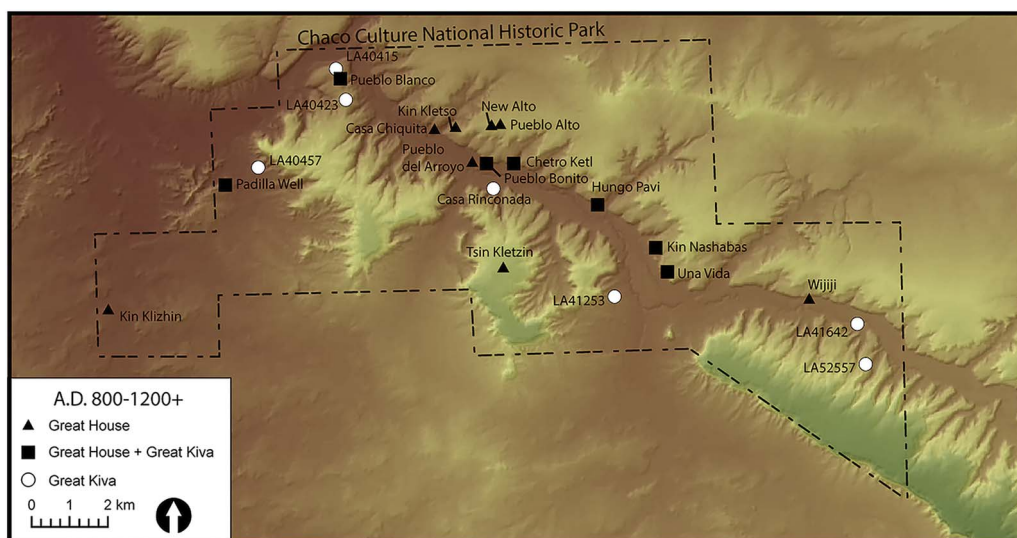 Chaco Culture National Historic Park
LA40415
Pueblo Blanco
LA40423
Kin Kletso
New Alto
Casa Chiquita
Pueblo Alto
LA40457
Pueblo
del Arroyo
Chetro Ketl
Pueblo Bonito
Padilla Well
Hungo Pavi
Casa Rinconada
Kin Nashabas
Tsin Kletzin
Una Vida
Wijiji
LA41253
Kin Klizhin
LA41642
LA52557
A.D. 800-1200+
Great House
Great House + Great Kiva
Great Kiva
0 1 2 km